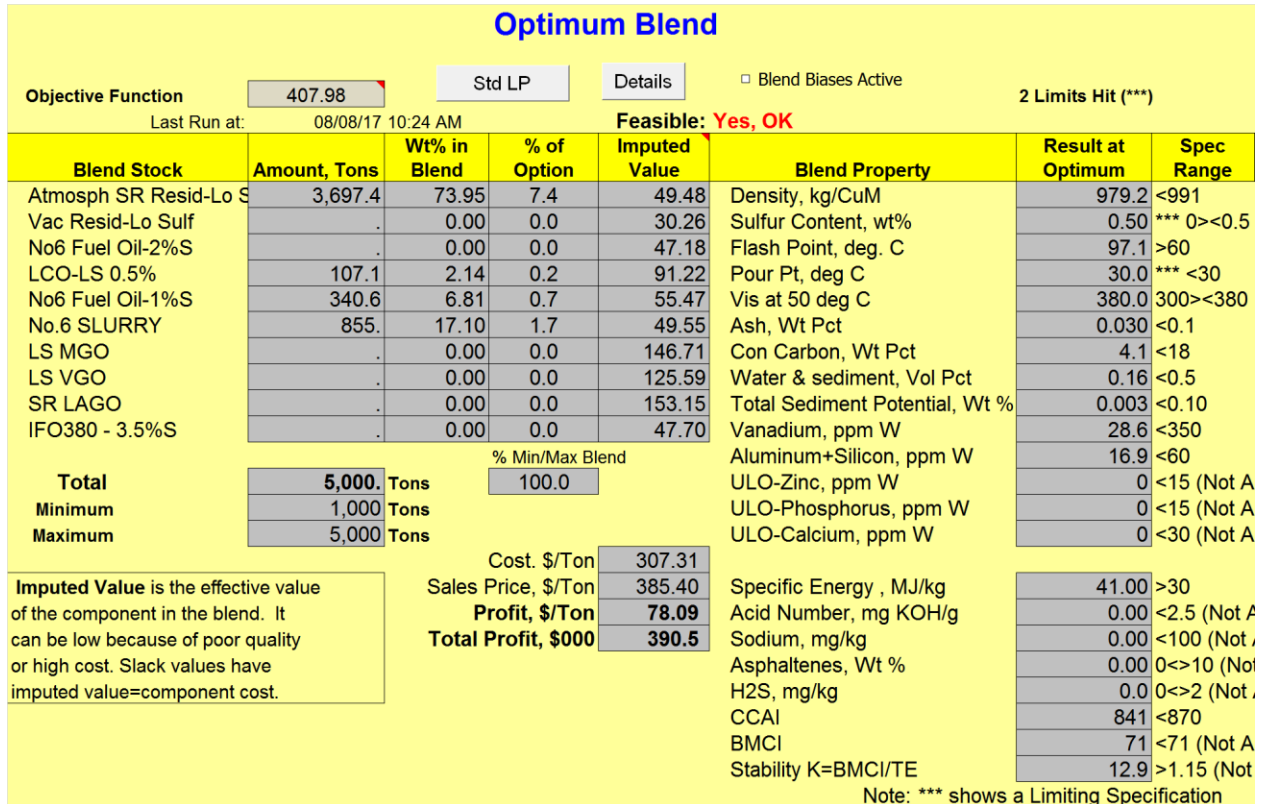 Optimum Blend
Std LP Details Blend Biases Active
Objective Function 407.98 2 Limits Hit (***)
Last Run at: 08/08/17 10:24 AM Feasible: Yes, OK
Blend Stock Amount, Tons Wt% in Blend % of Option Imputed Value Blend Property Result at Optimum Spec Range
Atmosph SR Resid-Lo S 3,697.4 73.95 7.4 49.48 Density, kg/CuM 979.2 <991
Vac Resid-Lo Sulf . 0.00 0.0 30.26 Sulfur Content, wt% 0.50 *** 0><0.5
No6 Fuel Oil-2%S . 0.00 0.0 47.18 Flash Point, deg. C 97.1 >60
LCO-LS 0.5% 107.1 2.14 0.2 91.22 Pour Pt, deg C 30.0 *** <30
No6 Fuel Oil-1%S 340.6 6.81 0.7 55.47 Vis at 50 deg C 380.0 300><380
No.6 SLURRY 855. 17.10 1.7 49.55 Ash, Wt Pct 0.030 <0.1
LS MGO . 0.00 0.0 146.71 Con Carbon, Wt Pct 4.1 <18
LS VGO . 0.00 0.0 125.59 Water & sediment, Vol Pct 0.16 <0.5
SR LAGO . 0.00 0.0 153.15 Total Sediment Potential, Wt % 0.003 <0.10
IFO380 - 3.5%S . 0.00 0.0 47.70 Vanadium, ppm W 28.6 <350
% Min/Max Blend Aluminum+Silicon, ppm W 16.9 <60
Total 5,000. Tons 100.0 ULO-Zinc, ppm W 0 <15 (Not A
Minimum 1,000 Tons ULO-Phosphorus, ppm W 0 <15 (Not A
Maximum 5,000 Tons ULO-Calcium, ppm W 0 <30 (Not A
Cost. $/Ton 307.31
Imputed Value is the effective value Sales Price, $/Ton 385.40 Specific Energy , MJ/kg 41.00 >30
of the component in the blend. It Profit, $/Ton 78.09 Acid Number, mg KOH/g 0.00 <2.5 (Not A
can be low because of poor quality Total Profit, $000 390.5 Sodium, mg/kg 0.00 <100 (Not
or high cost. Slack values have Asphaltenes, Wt % 0.00 0<>10 (Not
imputed value=component cost. H2S, mg/kg 0.0 0<>2 (Not
CCAI 841 <870
BMCI 71 <71 (Not A
Stability K=BMCI/TE 12.9 >1.15 (Not
Note: *** shows a Limiting Specification